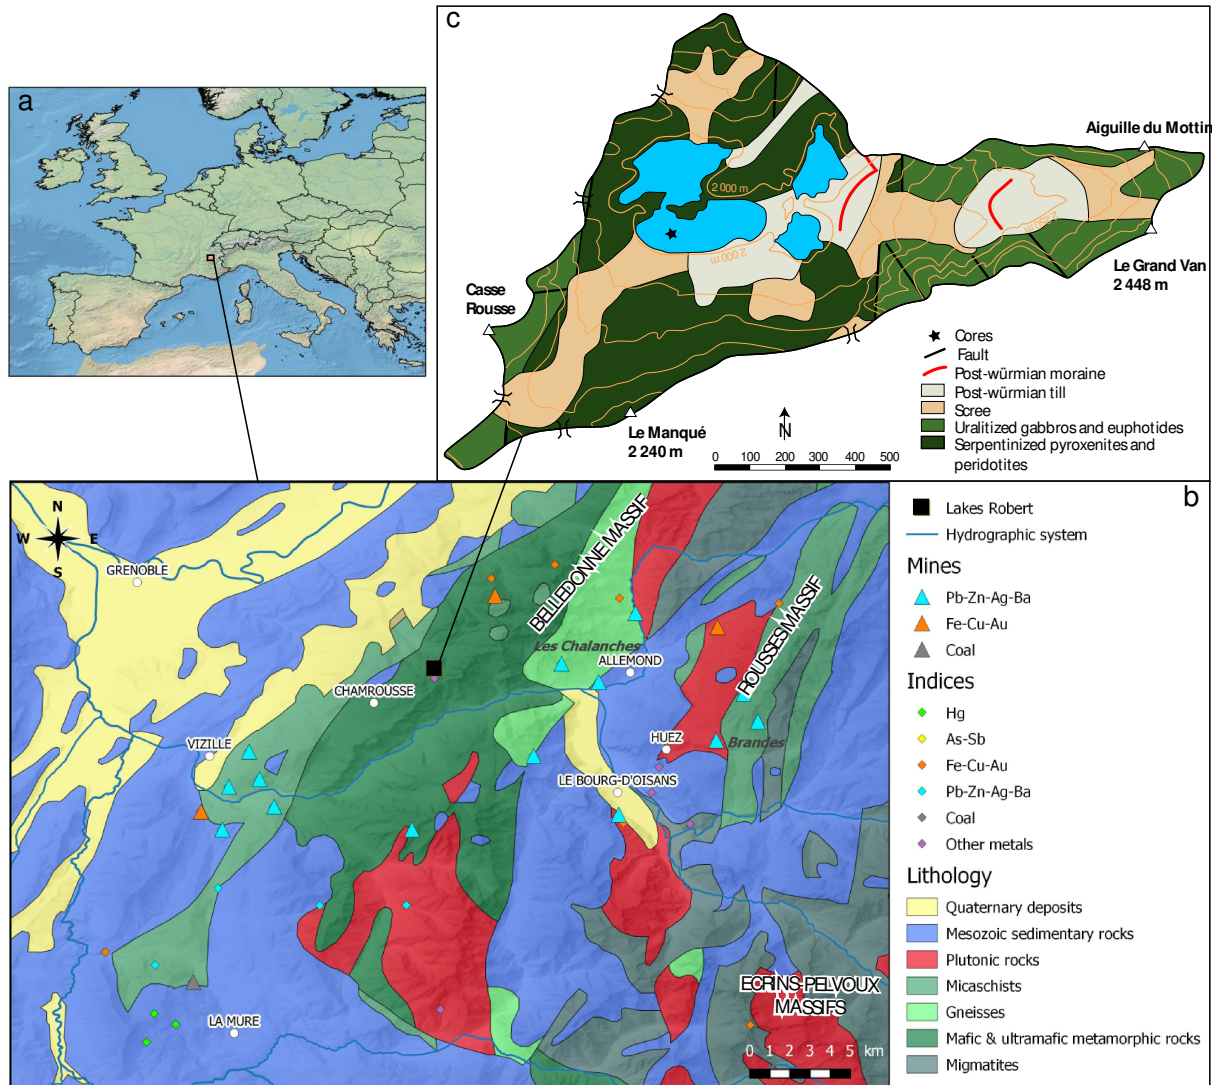 a
c
Aiguille du Mottin
2 000 m
2 250 m
2 000 m
Le Grand Van
2 448 m
Casse
Rousse
Le Manqué
2 240 m
N
0 100 200 300 400 500
Cores
Fault
Post-würmian moraine
Post-würmian till
Scree
Uralitized gabbros and euphotides
Serpentinized pyroxenites and
peridotites
b
N
W E
S
GRENOBLE
BELLEDONNE MASSIF
ROUSSES MASSIF
Les Chalanches
ALLEMOND
CHAMROUSSE
VIZILLE
HUEZ
Brandes
LE BOURG-D'OISANS
ECRINS-PELVOUX
MASSIFS
LA MURE
0 1 2 3 4 5 km
Lakes Robert
Hydrographic system
Mines
Pb-Zn-Ag-Ba
Fe-Cu-Au
Coal
Indices
Hg
As-Sb
Fe-Cu-Au
Pb-Zn-Ag-Ba
Coal
Other metals
Lithology
Quaternary deposits
Mesozoic sedimentary rocks
Plutonic rocks
Micaschists
Gneisses
Mafic & ultramafic metamorphic rocks
Migmatites